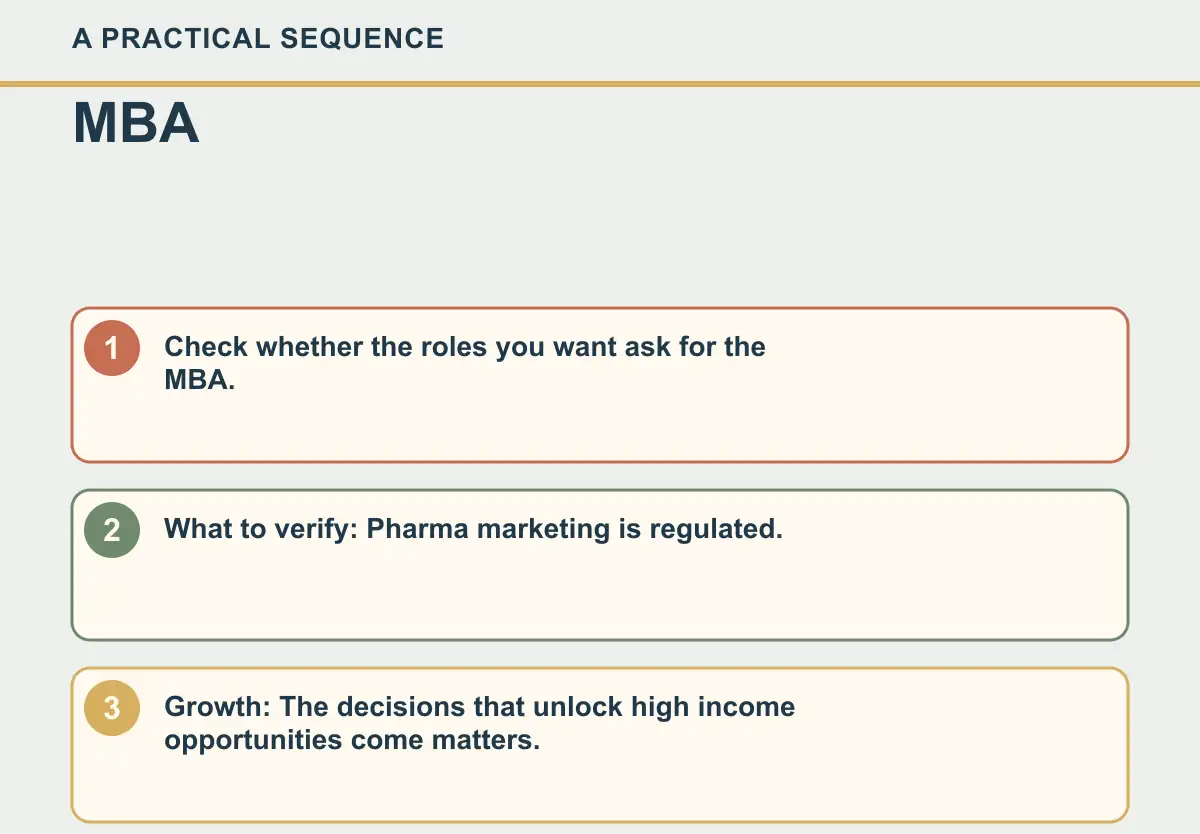 A PRACTICAL SEQUENCE
MBA
1
Check whether the roles you want ask for the
MBA.
2
What to verify: Pharma marketing is regulated.
3
Growth: The decisions that unlock high income
opportunities come matters.